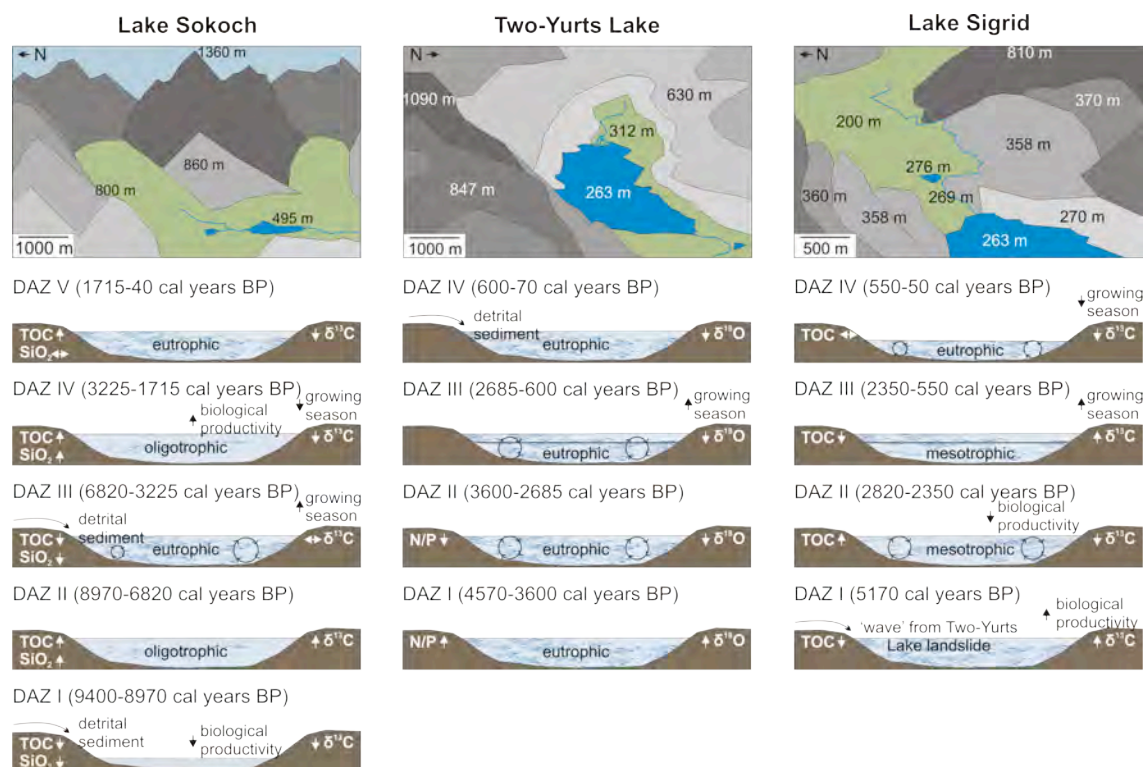 Lake Sokoch
← N
1360 m
860 m
800 m
495 m
1000 m
DAZ V (1715-40 cal years BP)
TOC ↑
SiO₂ ↔
eutrophic
↓ δ¹³C
DAZ IV (3225-1715 cal years BP)
↓ growing
season
↑ biological
productivity
TOC ↑
SiO₂ ↑
oligotrophic
↓ δ¹³C
DAZ III (6820-3225 cal years BP)
↑ growing
season
detrital
sediment
TOC ↓
SiO₂ ↓
eutrophic
↔ δ¹³C
DAZ II (8970-6820 cal years BP)
TOC ↑
SiO₂ ↑
oligotrophic
↑ δ¹³C
DAZ I (9400-8970 cal years BP)
detrital
sediment
↓ biological
productivity
TOC ↓
SiO₂ ↓
↓ δ¹³C
Two-Yurts Lake
N →
1090 m
630 m
312 m
847 m
263 m
1000 m
DAZ IV (600-70 cal years BP)
detrital
sediment
eutrophic
↓ δ¹⁸O
DAZ III (2685-600 cal years BP)
↑ growing
season
eutrophic
↓ δ¹⁸O
DAZ II (3600-2685 cal years BP)
N/P ↓
eutrophic
↓ δ¹⁸O
DAZ I (4570-3600 cal years BP)
N/P ↑
eutrophic
↑ δ¹⁸O
Lake Sigrid
← N
810 m
370 m
200 m
358 m
276 m
360 m
269 m
358 m
270 m
263 m
500 m
DAZ IV (550-50 cal years BP)
↓ growing
season
TOC ↔
eutrophic
↓ δ¹³C
DAZ III (2350-550 cal years BP)
↑ growing
season
TOC ↓
mesotrophic
↑ δ¹³C
DAZ II (2820-2350 cal years BP)
↓ biological
productivity
TOC ↑
mesotrophic
↓ δ¹³C
DAZ I (5170 cal years BP)
↑ biological
productivity
'wave' from Two-Yurts
Lake landslide
TOC ↓
↑ δ¹³C